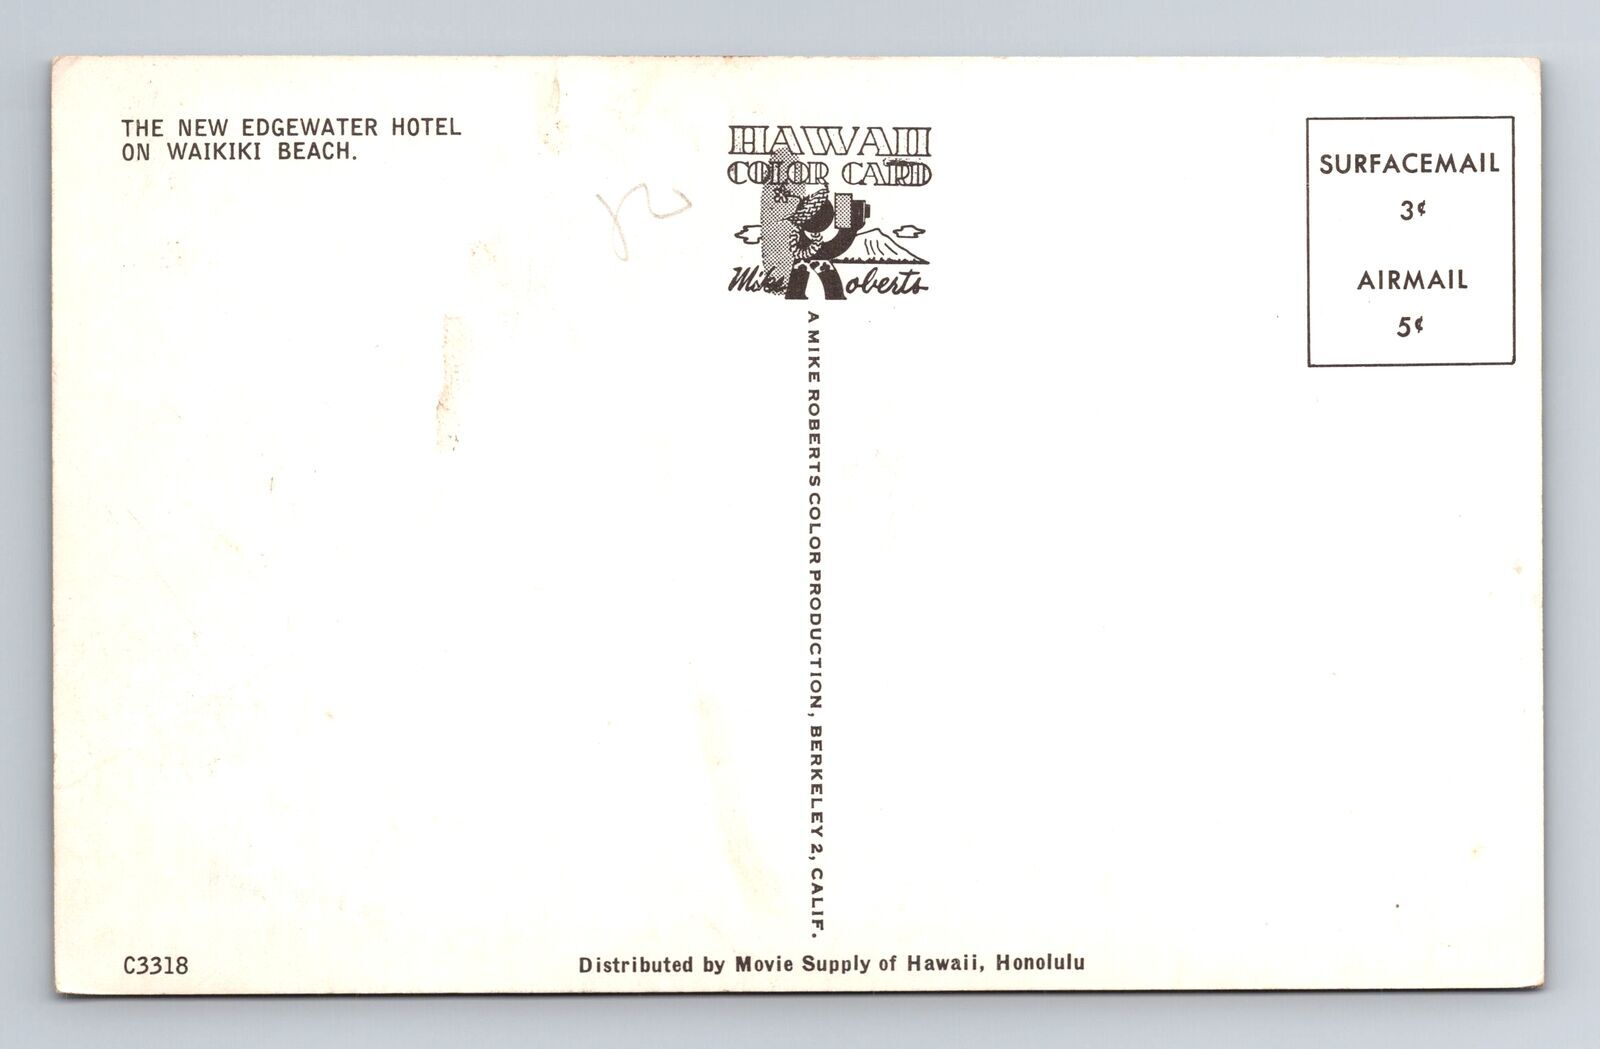 THE NEW EDGEWATER HOTEL
ON WAIKIKI BEACH.
HAWAII
COLOR CARD
Mike Roberts
A MIKE ROBERTS COLOR PRODUCTION, BERKELEY 2, CALIF.
SURFACEMAIL
3¢
AIRMAIL
5¢
C3318
Distributed by Movie Supply of Hawaii, Honolulu